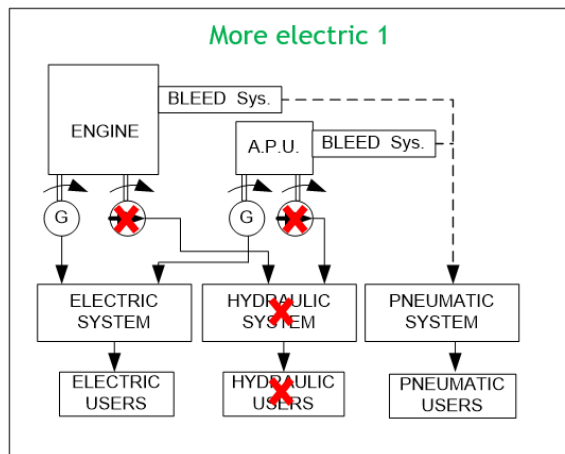 More electric 1
BLEED Sys.
ENGINE
A.P.U.
BLEED Sys.
G
G
ELECTRIC
SYSTEM
HYDRAULIC
SYSTEM
PNEUMATIC
SYSTEM
ELECTRIC
USERS
HYDRAULIC
USERS
PNEUMATIC
USERS